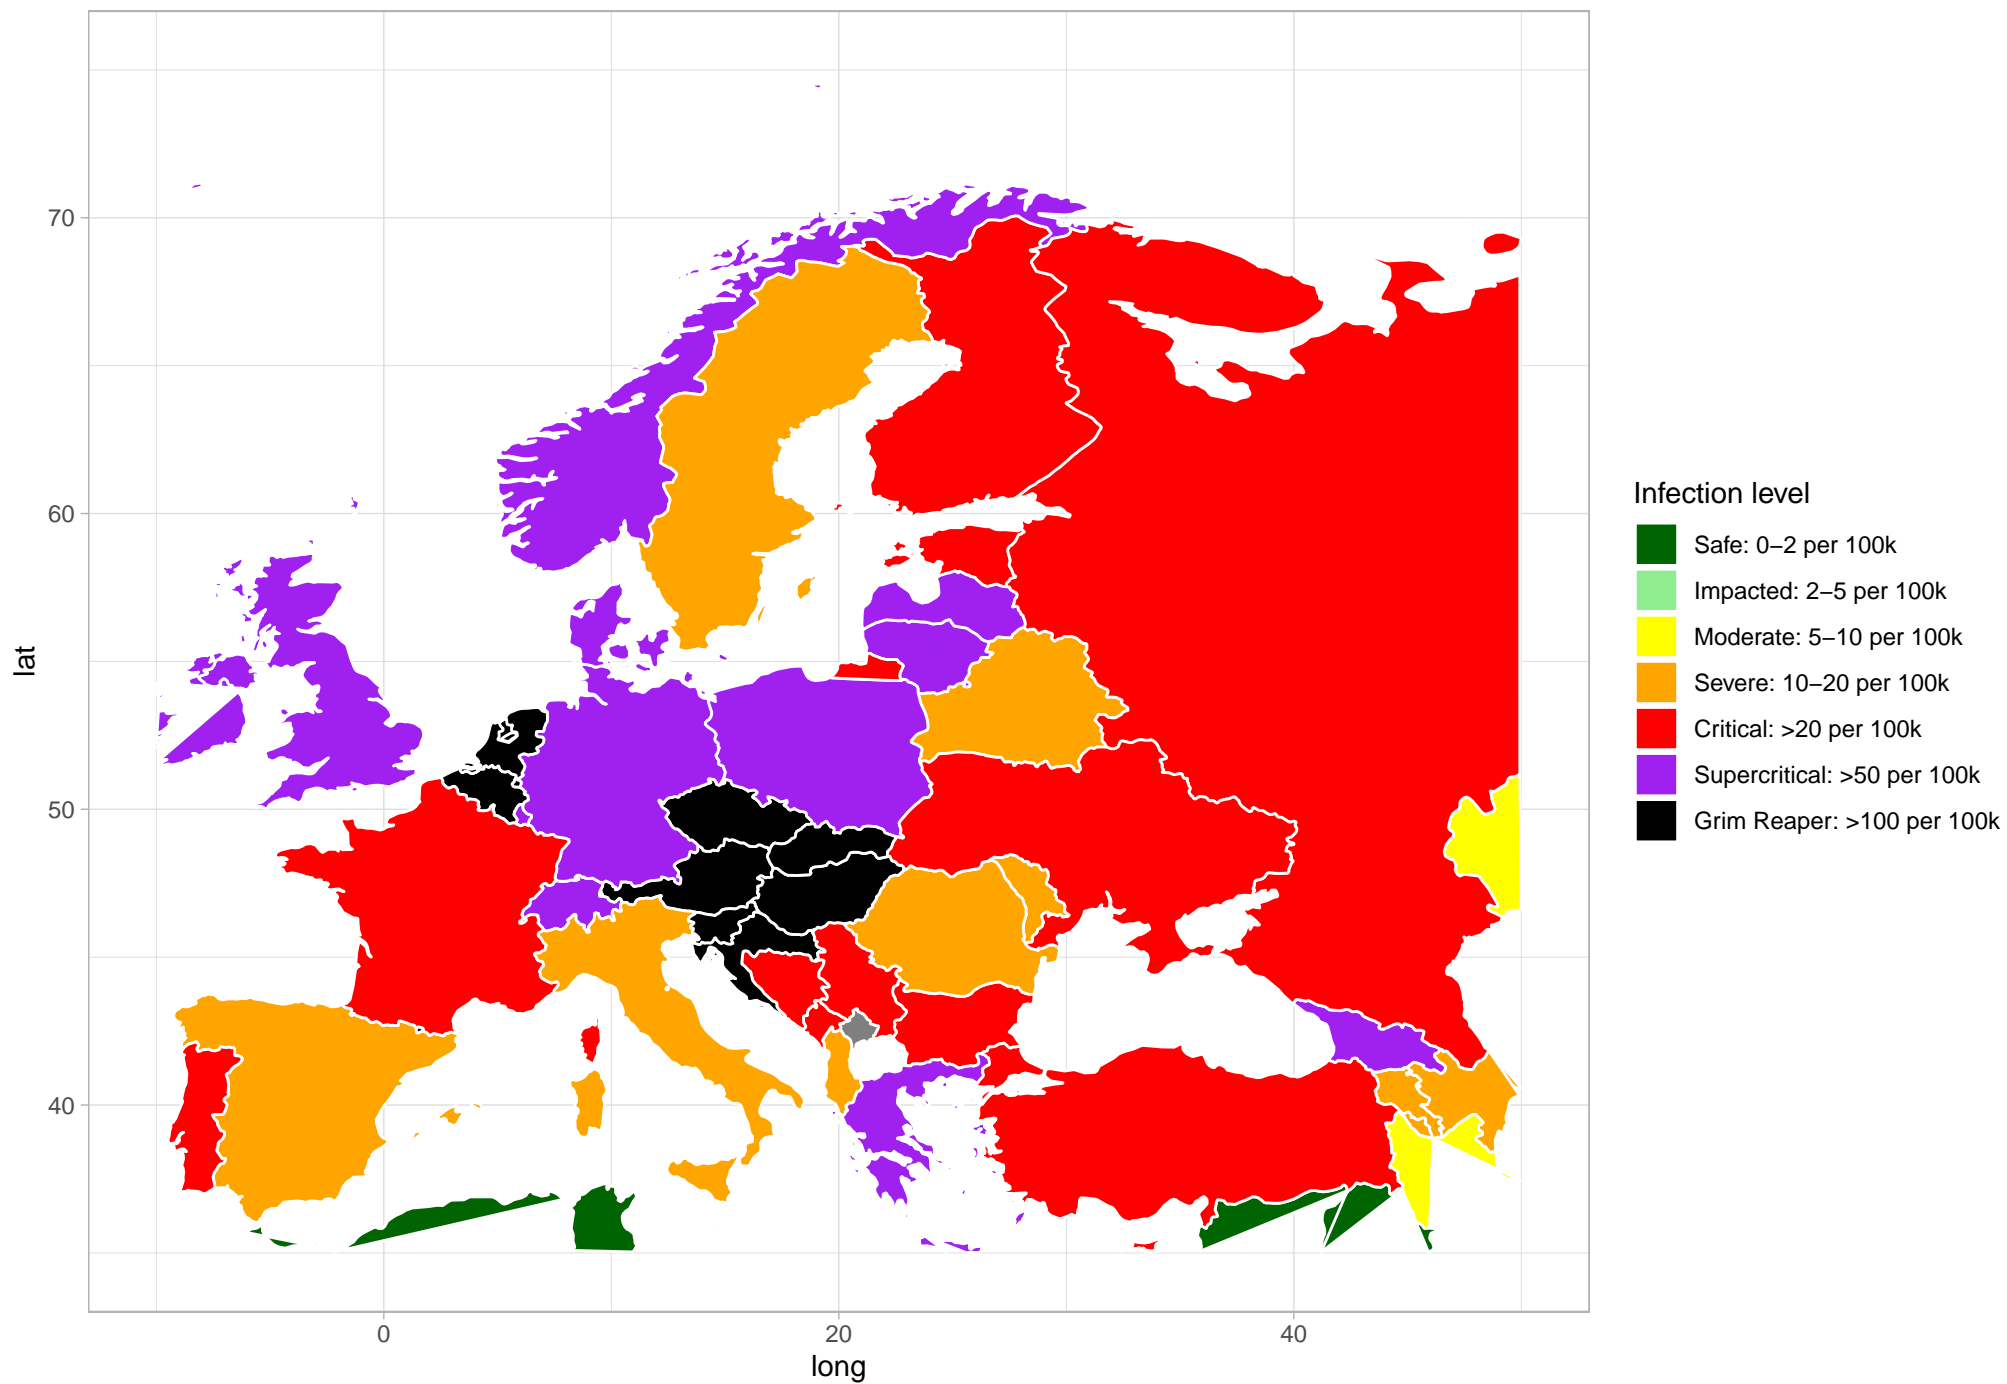 70
60
50
40
lat
0
20
40
long
Infection level
Safe: 0−2 per 100k
Impacted: 2−5 per 100k
Moderate: 5−10 per 100k
Severe: 10−20 per 100k
Critical: >20 per 100k
Supercritical: >50 per 100k
Grim Reaper: >100 per 100k